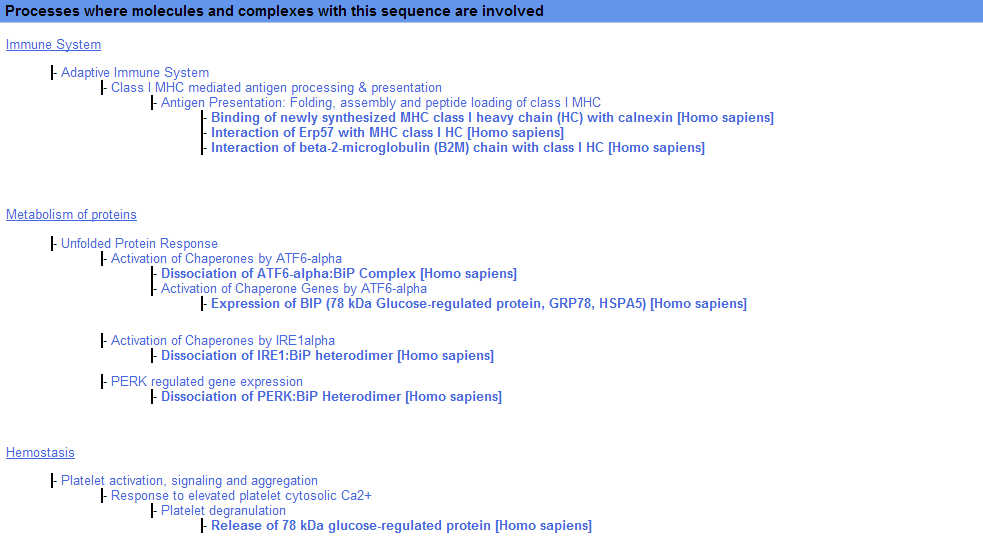 Processes where molecules and complexes with this sequence are involved
Immune System
- Adaptive Immune System
- Class I MHC mediated antigen processing & presentation
- Antigen Presentation: Folding, assembly and peptide loading of class I MHC
- Binding of newly synthesized MHC class I heavy chain (HC) with calnexin [Homo sapiens]
- Interaction of Erp57 with MHC class I HC [Homo sapiens]
- Interaction of beta-2-microglobulin (B2M) chain with class I HC [Homo sapiens]
Metabolism of proteins
- Unfolded Protein Response
- Activation of Chaperones by ATF6-alpha
- Dissociation of ATF6-alpha:BiP Complex [Homo sapiens]
- Activation of Chaperone Genes by ATF6-alpha
- Expression of BIP (78 kDa Glucose-regulated protein, GRP78, HSPA5) [Homo sapiens]
- Activation of Chaperones by IRE1alpha
- Dissociation of IRE1:BiP heterodimer [Homo sapiens]
- PERK regulated gene expression
- Dissociation of PERK:BiP Heterodimer [Homo sapiens]
Hemostasis
- Platelet activation, signaling and aggregation
- Response to elevated platelet cytosolic Ca2+
- Platelet degranulation
- Release of 78 kDa glucose-regulated protein [Homo sapiens]